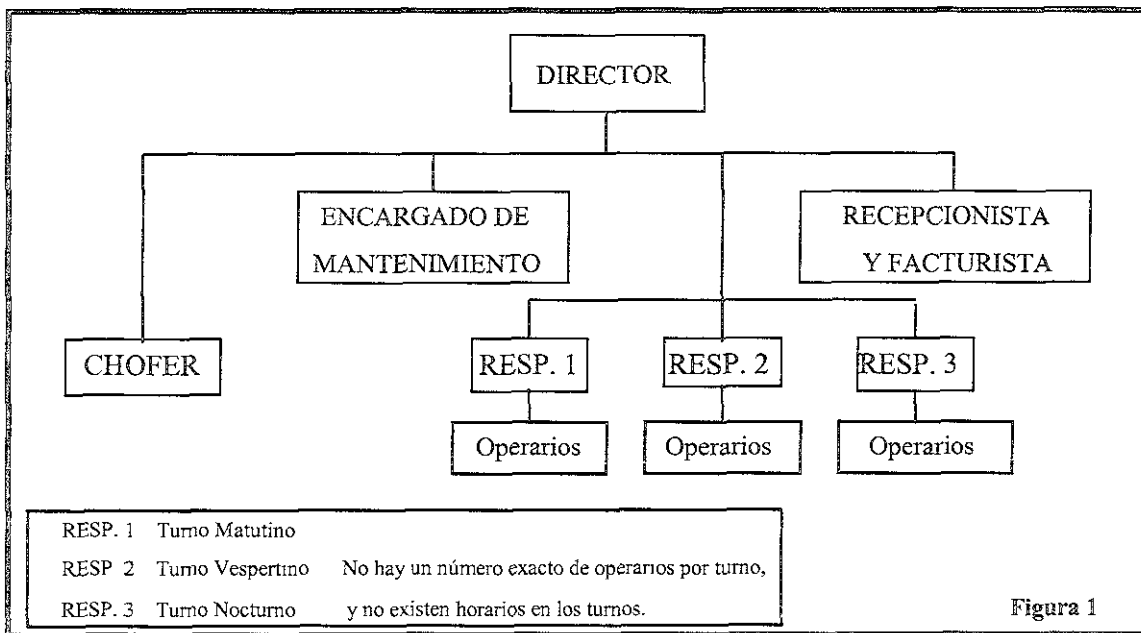 DIRECTOR
ENCARGADO DE
MANTENIMIENTO
RECEPCIONISTA
Y FACTURISTA
CHOFER
RESP. 1
RESP. 2
RESP. 3
Operarios
Operarios
Operarios
RESP. 1 Turno Matutino
RESP 2 Turno Vespertino No hay un número exacto de operarios por turno,
RESP. 3 Turno Nocturno y no existen horarios en los turnos.
Figura 1